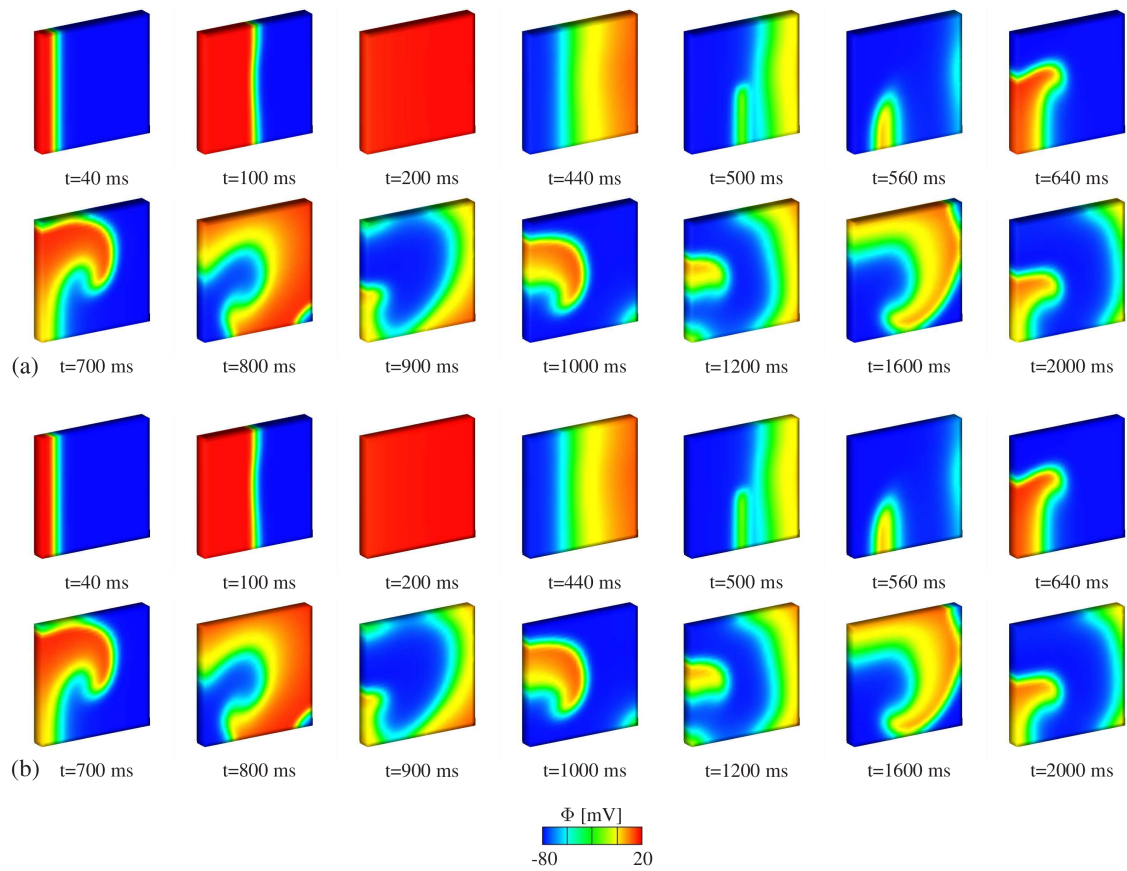 t=40 ms t=100 ms t=200 ms t=440 ms t=500 ms t=560 ms t=640 ms
(a) t=700 ms t=800 ms t=900 ms t=1000 ms t=1200 ms t=1600 ms t=2000 ms
t=40 ms t=100 ms t=200 ms t=440 ms t=500 ms t=560 ms t=640 ms
(b) t=700 ms t=800 ms t=900 ms t=1000 ms t=1200 ms t=1600 ms t=2000 ms
Φ [mV]
-80 20